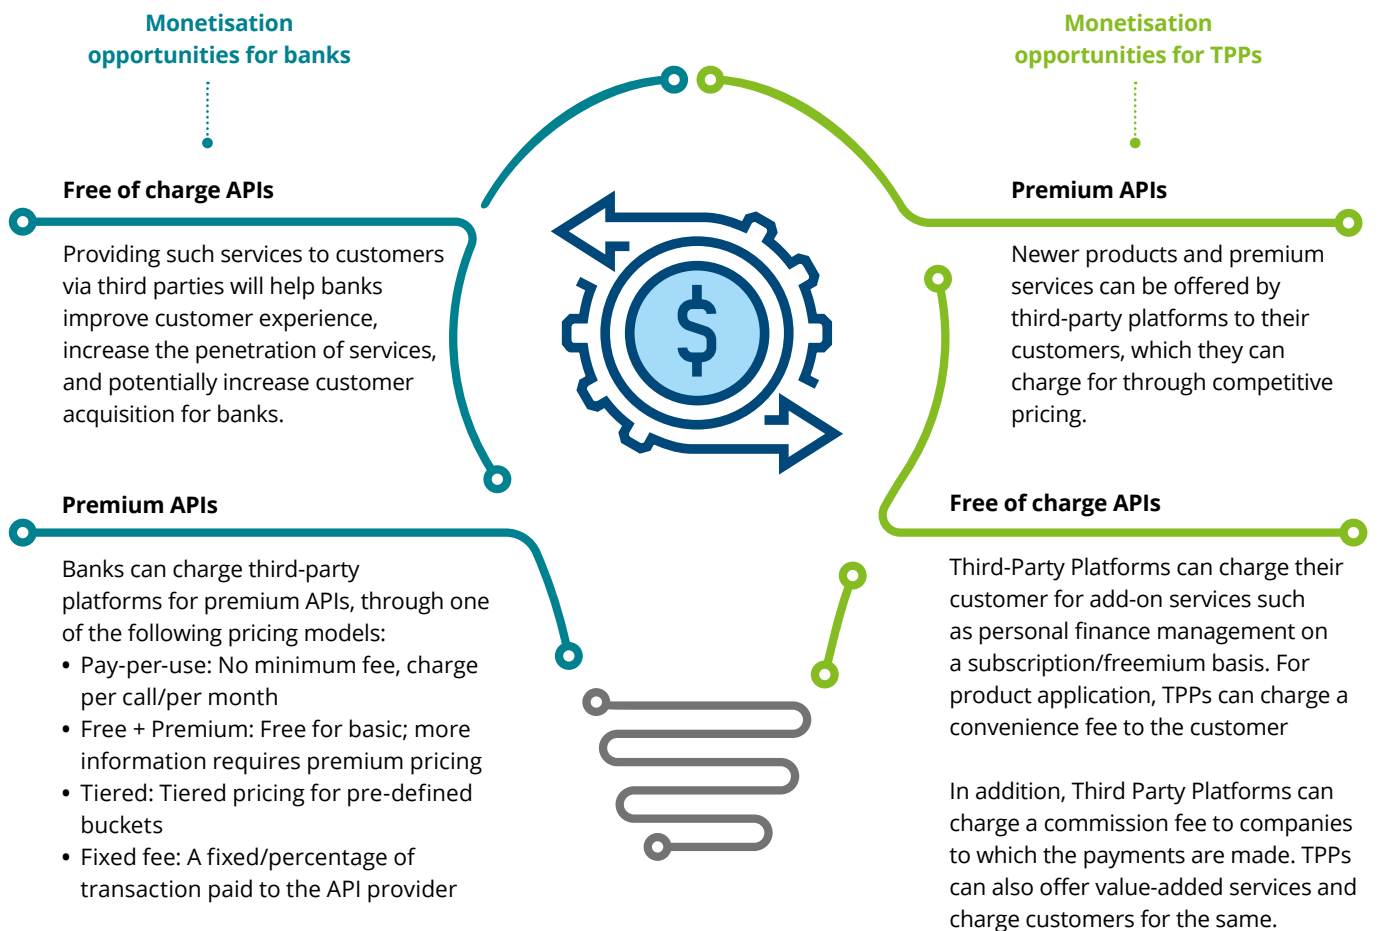 Monetisation
opportunities for banks
Free of charge APIs
Providing such services to customers
via third parties will help banks
improve customer experience,
increase the penetration of services,
and potentially increase customer
acquisition for banks.
Premium APIs
Banks can charge third-party
platforms for premium APIs, through one
of the following pricing models:
• Pay-per-use: No minimum fee, charge
per call/per month
• Free + Premium: Free for basic; more
information requires premium pricing
• Tiered: Tiered pricing for pre-defined
buckets
• Fixed fee: A fixed/percentage of
transaction paid to the API provider
$
Monetisation
opportunities for TPPs
Premium APIs
Newer products and premium
services can be offered by
third-party platforms to their
customers, which they can
charge for through competitive
pricing.
Free of charge APIs
Third-Party Platforms can charge their
customer for add-on services such
as personal finance management on
a subscription/freemium basis. For
product application, TPPs can charge a
convenience fee to the customer
In addition, Third Party Platforms can
charge a commission fee to companies
to which the payments are made. TPPs
can also offer value-added services and
charge customers for the same.